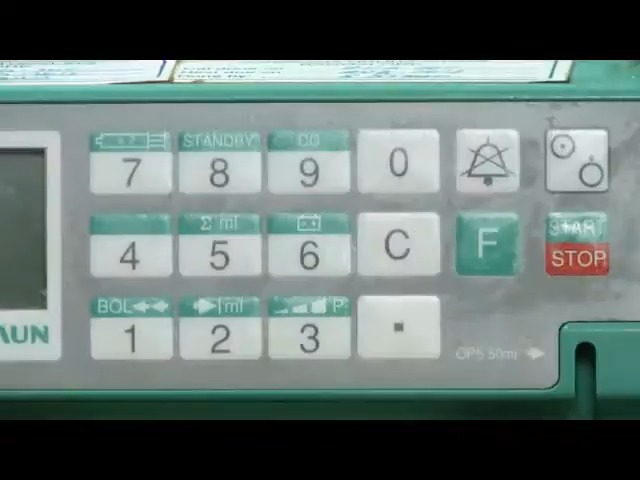 STANDBY
7 8 9 0
Σ ml
START
4 5 6 C F STOP
AUN
BOL ml P
1 2 3 .
OPS 50ml